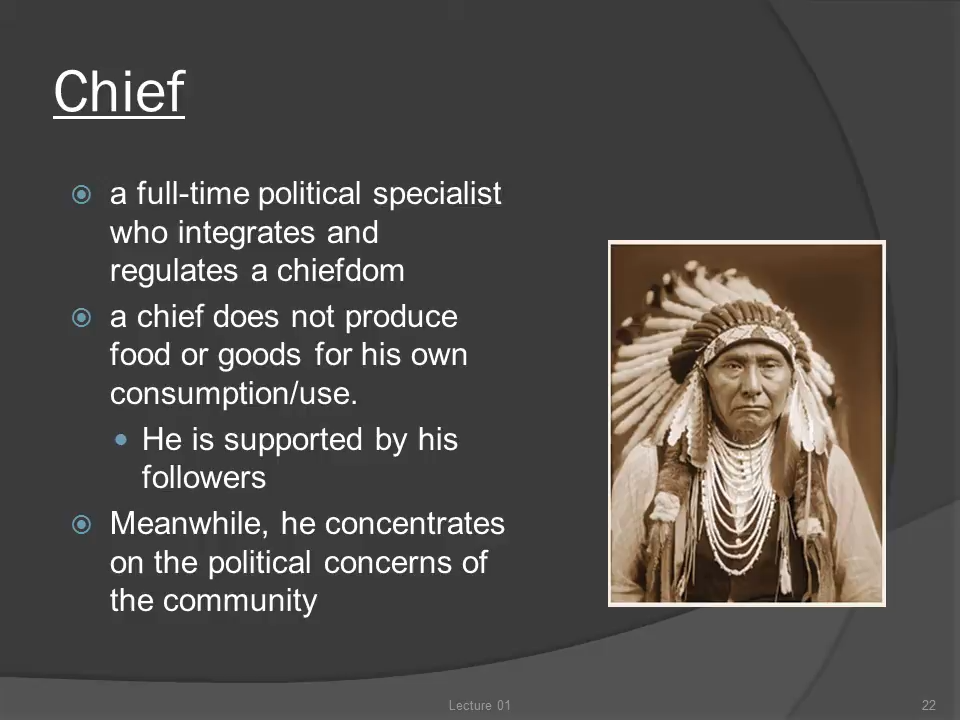 Chief
a full-time political specialist
who integrates and
regulates a chiefdom
a chief does not produce
food or goods for his own
consumption/use.
He is supported by his
followers
Meanwhile, he concentrates
on the political concerns of
the community
Lecture 01
22